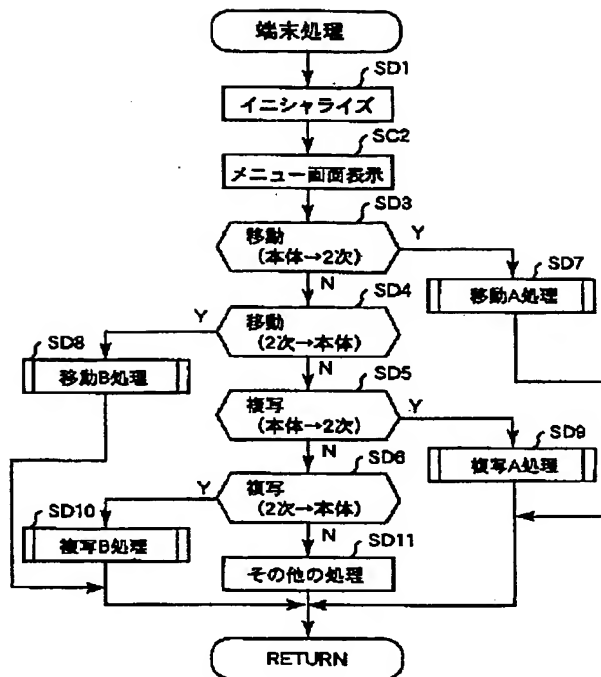 端末処理
SD1
イニシャライズ
SC2
メニュー画面表示
SD3
移動
(本体→2次)
Y
N
SD7
移動A処理
SD4
移動
(2次→本体)
Y
N
SD8
移動B処理
SD5
複写
(本体→2次)
Y
N
SD9
複写A処理
SD6
複写
(2次→本体)
Y
N
SD10
複写B処理
SD11
その他の処理
RETURN